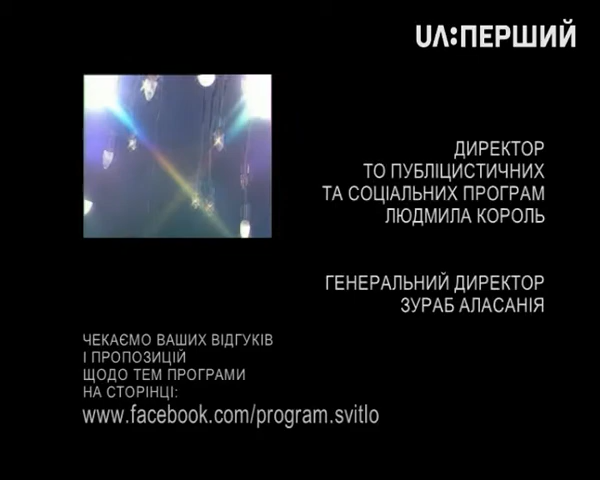 UA:ПЕРШИЙ
ДИРЕКТОР
ТО ПУБЛІЦИСТИЧНИХ
ТА СОЦІАЛЬНИХ ПРОГРАМ
ЛЮДМИЛА КОРОЛЬ
ГЕНЕРАЛЬНИЙ ДИРЕКТОР
ЗУРАБ АЛАСАНІЯ
ЧЕКАЄМО ВАШИХ ВІДГУКІВ
І ПРОПОЗИЦІЙ
ЩОДО ТЕМ ПРОГРАМИ
НА СТОРІНЦІ:
www.facebook.com/program.svitlo